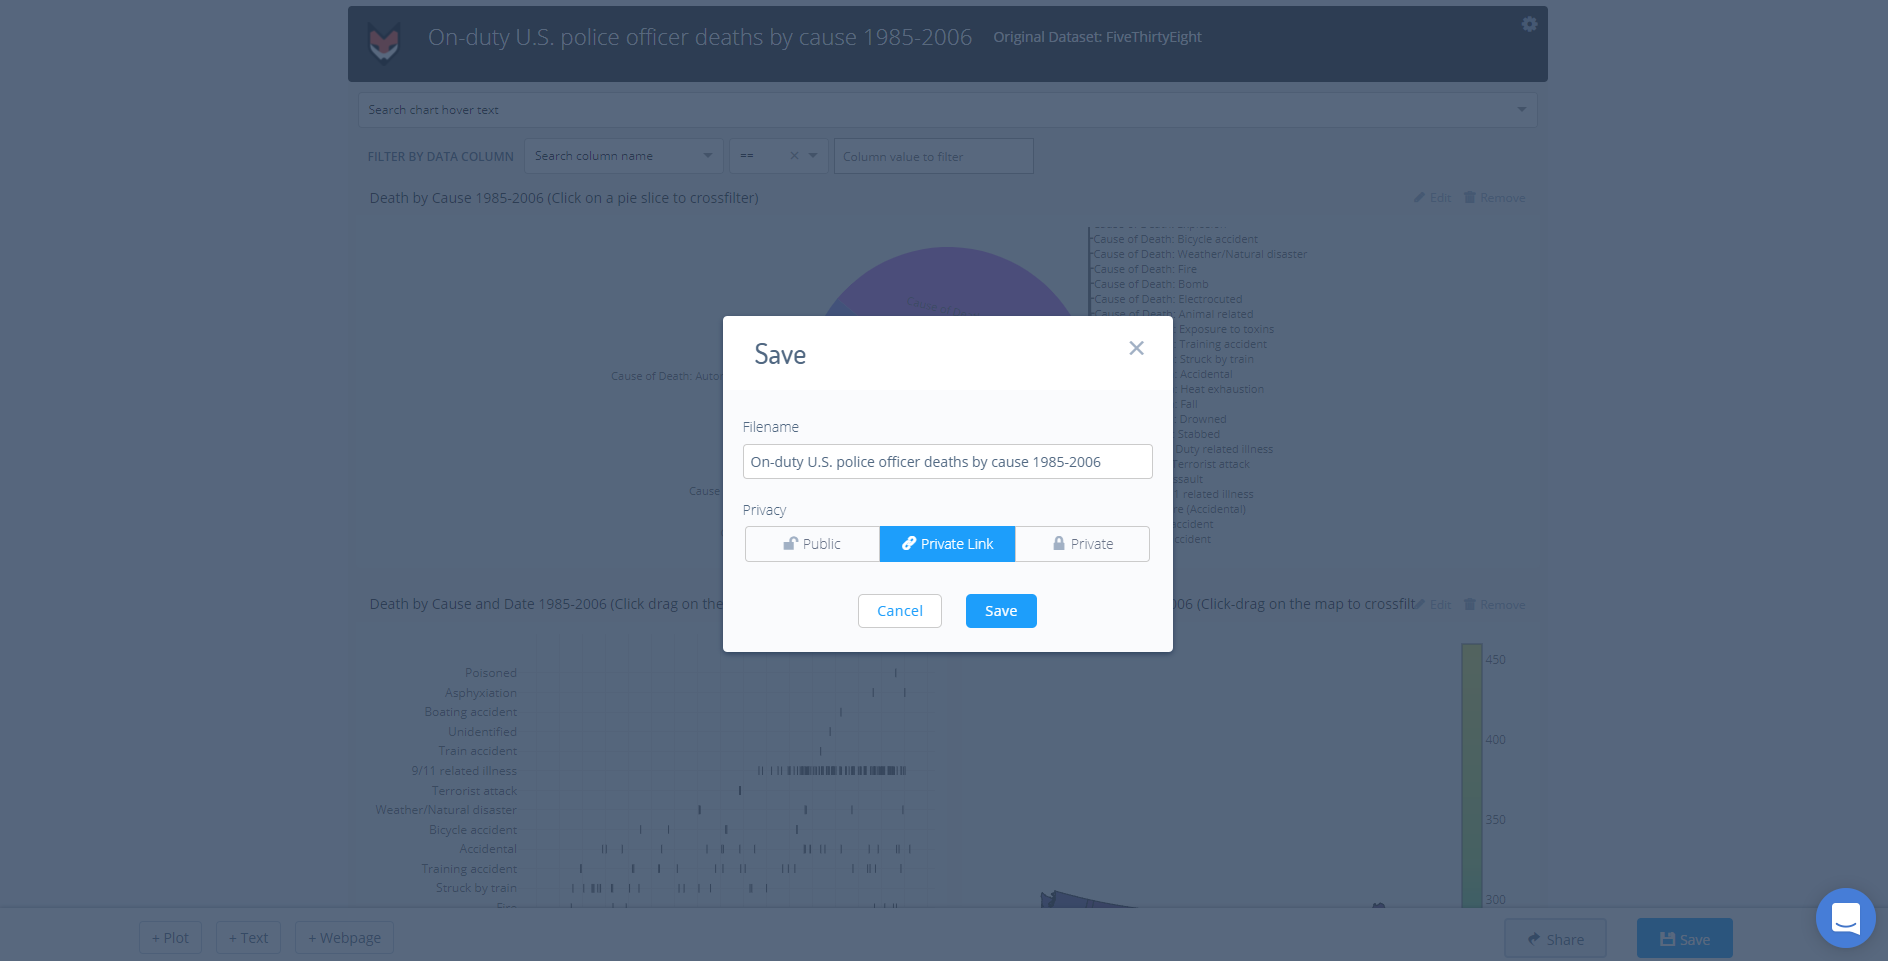 On-duty U.S. police officer deaths by cause 1985-2006 Original Dataset: FiveThirtyEight
Search chart hover text
FILTER BY DATA COLUMN Search column name == Column value to filter
Death by Cause 1985-2006 (Click on a pie slice to crossfilter) Edit Remove
Cause of Death: Bicycle accident
Cause of Death: Weather/Natural disaster
Cause of Death: Fire
Cause of Death: Bomb
Cause of Death: Electrocuted
Cause of Death: Animal related
: Exposure to toxins
: Training accident
: Struck by train
: Accidental
: Heat exhaustion
: Fall
: Drowned
Stabbed
Duty related illness
Terrorist attack
ssault
1 related illness
re (Accidental)
ccident
ccident
Cause of Death: Autor
Cause
Save
Filename
On-duty U.S. police officer deaths by cause 1985-2006
Privacy
Public Private Link Private
Cancel Save
Death by Cause and Date 1985-2006 (Click drag on the
06 (Click-drag on the map to crossfilt Edit Remove
Poisoned
Asphyxiation
Boating accident
Unidentified
Train accident
9/11 related illness
Terrorist attack
Weather/Natural disaster
Bicycle accident
Accidental
Training accident
Struck by train
450
400
350
300
+ Plot + Text + Webpage Share Save